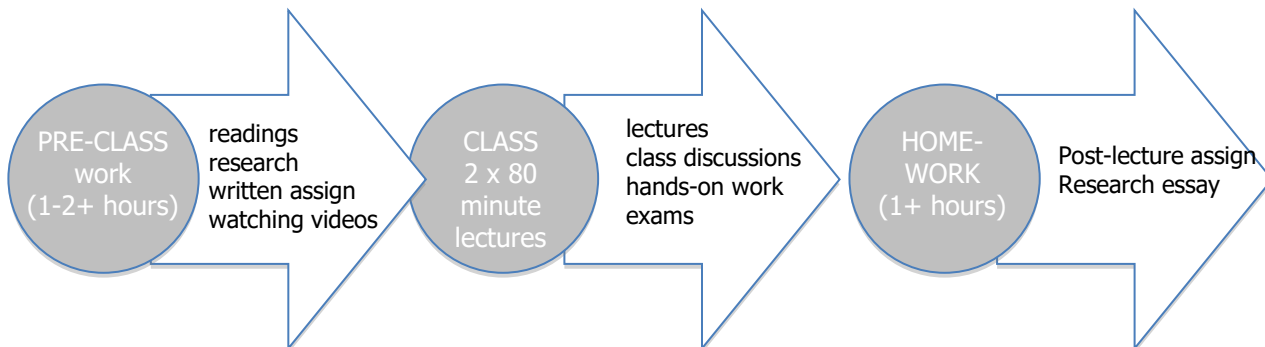 PRE-CLASS
work
(1-2+ hours)
readings
research
written assign
watching videos
CLASS
2 x 80
minute
lectures
lectures
class discussions
hands-on work
exams
HOME-
WORK
(1+ hours)
Post-lecture assign
Research essay